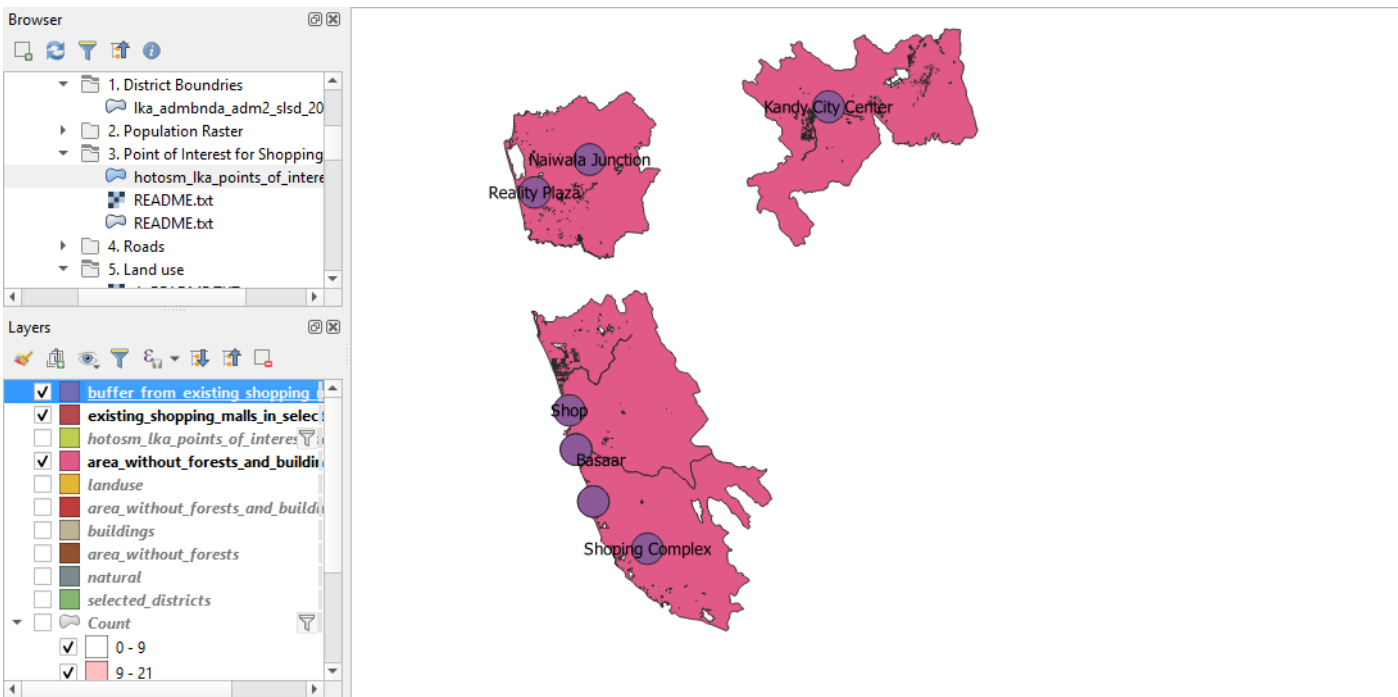 Browser
1. District Boundries
lka_admbnda_adm2_slsd_20
2. Population Raster
3. Point of Interest for Shopping
hotosm_lka_points_of_intere
README.txt
README.txt
4. Roads
5. Land use
Layers
buffer_from_existing_shopping_
existing_shopping_malls_in_selec
hotosm_lka_points_of_interes
area_without_forests_and_buildin
landuse
area_without_forests_and_buildi
buildings
area_without_forests
natural
selected_districts
Count
0 - 9
9 - 21
Kandy City Center
Naiwala Junction
Reality Plaza
Shop
Basaar
Shoping Complex